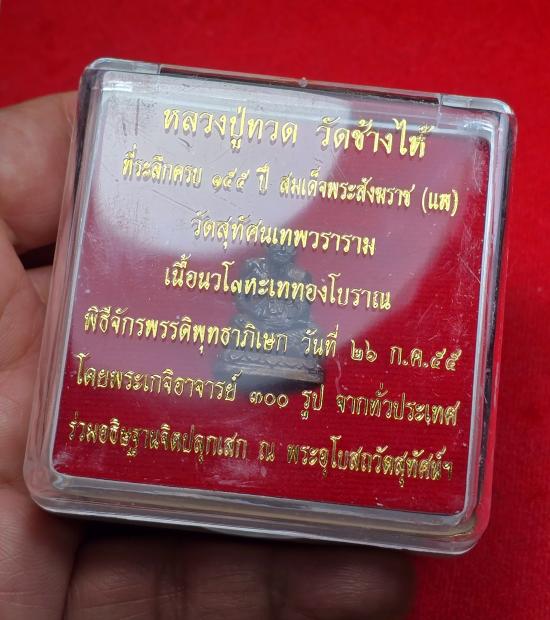 หลวงปู่ทวด วัดช้างให้
ที่ระลึกครบ ๑๕๕ ปี สมเด็จพระสังฆราช (แพ)
วัดสุทัศนเทพวราราม
เนื้อนวโลหะเททองโบราณ
พิธีจักรพรรดิพุทธาภิเษก วันที่ ๒๖ ก.ค.๕๕
โดยพระเกจิอาจารย์ ๓๐๐ รูป จากทั่วประเทศ
ร่วมอธิษฐานจิตปลุกเสก ณ พระอุโบสถวัดสุทัศน์ฯ